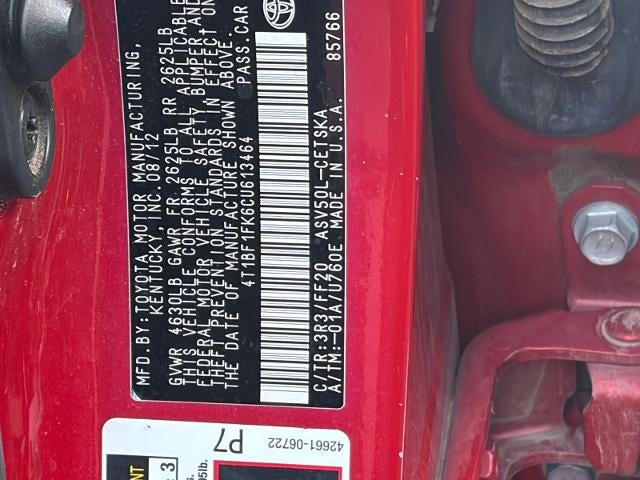 MFD.BY:TOYOTA MOTOR MANUFACTURING,
KENTUCKY, INC. 08/12
GVWR 4630LB GAWR FR 2625LB RR 2625LB
THIS VEHICLE CONFORMS TO ALL APPLICABLE
FEDERAL MOTOR VEHICLE SAFETY, BUMPER AND
THEFT PREVENTION STANDARDS IN EFFECT ON
THE DATE OF MANUFACTURE SHOWN ABOVE.
4T1BF1FK6CU613464 PASS. CAR
C/TR:3R3/FF20 ASV50L-CETSKA
A/TM:-01A/U760E MADE IN U.S.A. 85766
P7
42661-06722
NT
3